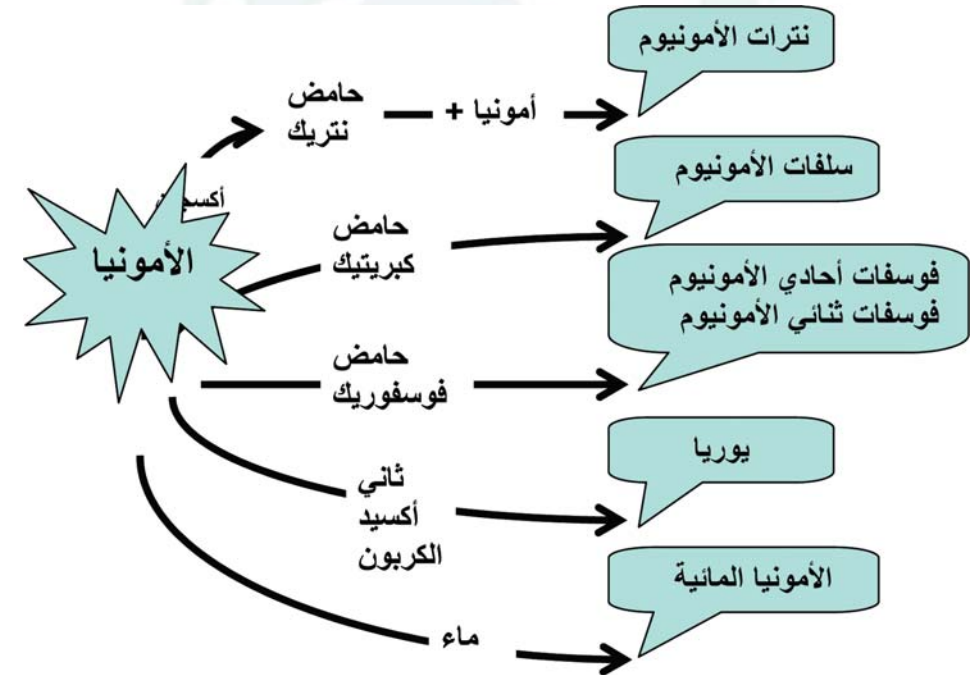 نترات الأمونيوم
حامض
نتريك
+ أمونيا
سلفات الأمونيوم
حامض
كبريتيك
الأمونيا
فوسفات أحادي الأمونيوم
فوسفات ثنائي الأمونيوم
حامض
فوسفوريك
يوريا
ثاني
أكسيد
الكربون
الأمونيا المائية
ماء